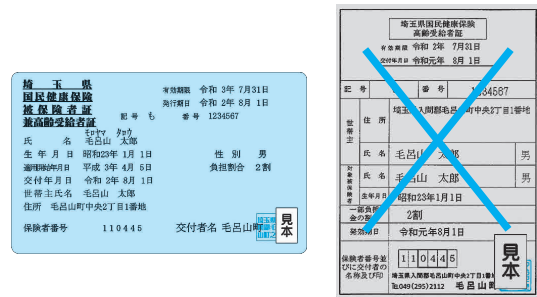 埼玉県
国民健康保険
被保険者証
兼高齢受給者証
有効期限 令和 3年 7月31日
発行期日 令和 2年 8月 1日
記号 も 番号 1234567
モロヤマ タロウ
氏名 毛呂山 太郎
生年月日 昭和23年 1月 1日 性別 男
適用開始年月日 平成 3年 4月 5日 負担割合 2割
交付年月日 令和 2年 8月 1日
世帯主氏名 毛呂山 太郎
住所 毛呂山町中央2丁目1番地
保険者番号 110445 交付者名 毛呂山町
見本
埼玉県国民健康保険
高齢受給者証
有効期限 令和 2年 7月31日
交付年月日 令和元年 8月 1日
記号 番号 1234567
世帯主
住所 埼玉県入間郡毛呂山町中央2丁目1番地
氏名 毛呂山 太郎 男
対象被保険者
氏名 毛呂山 太郎 男
生年月日 昭和23年1月1日
一部負担金の割合 2割
発効期日 令和元年8月1日
保険者番号並びに交付者の名称及び印
110445
埼玉県入間郡毛呂山町中央2丁目1番地
Tel.049(295)2112 毛呂山町
見本